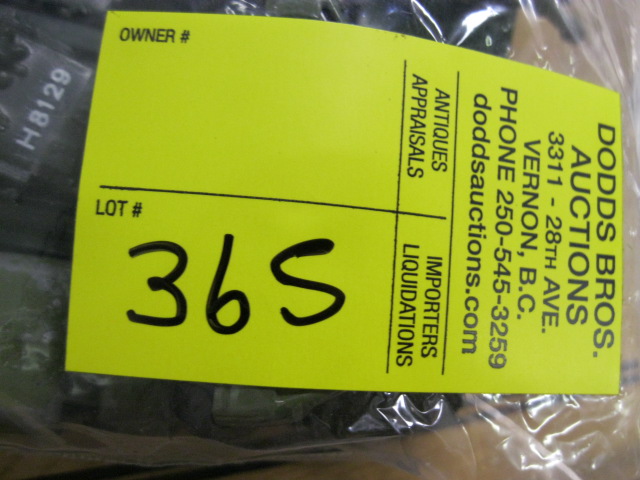 OWNER #
LOT #
365
ANTIQUES
APPRAISALS
IMPORTERS
LIQUIDATIONS
DODDS BROS.
AUCTIONS
3311 - 28TH AVE.
VERNON, B.C.
PHONE 250-545-3259
doddsauctions.com
H8129